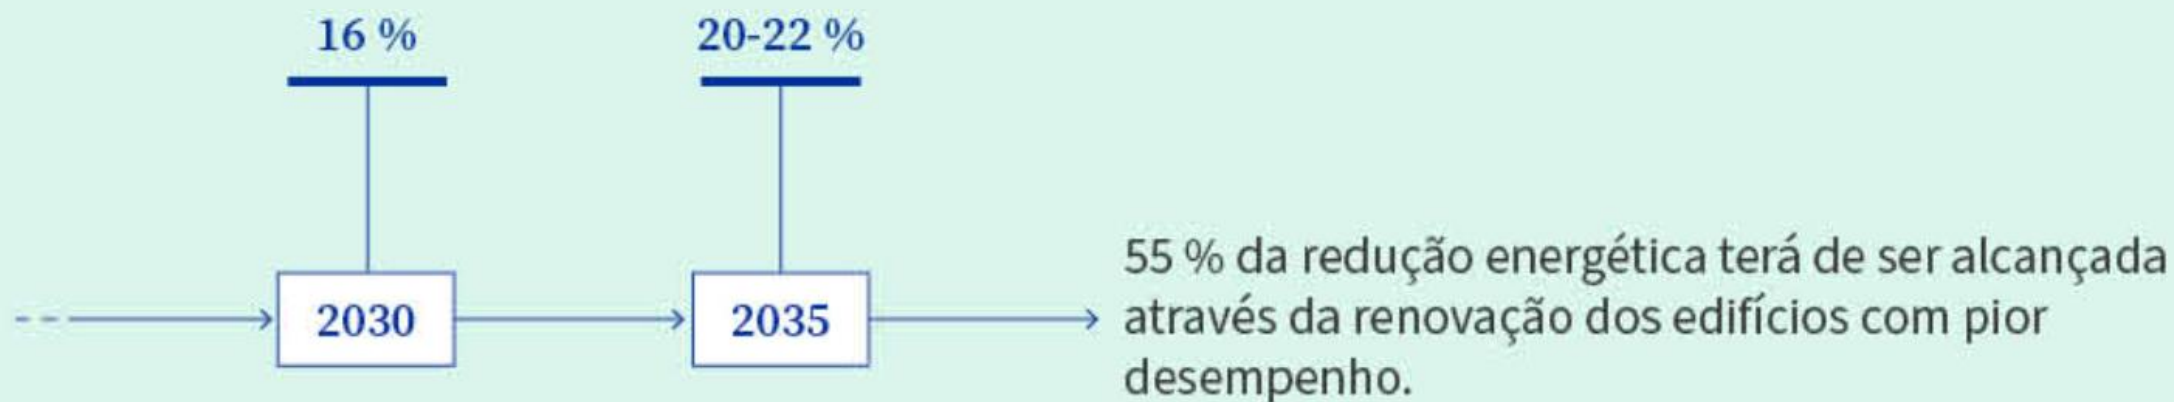 16 %
20-22 %
2030
2035
55 % da redução energética terá de ser alcançada
através da renovação dos edifícios com pior
desempenho.